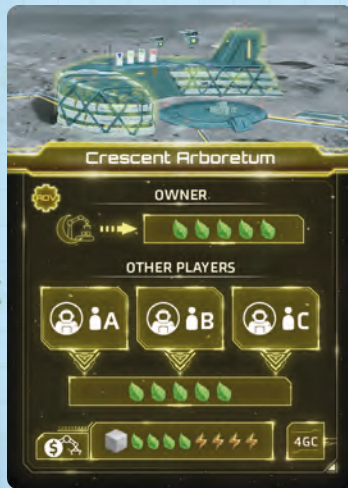 Crescent Arboretum
ADV
OWNER
OTHER PLAYERS
A B C
$ 4GC